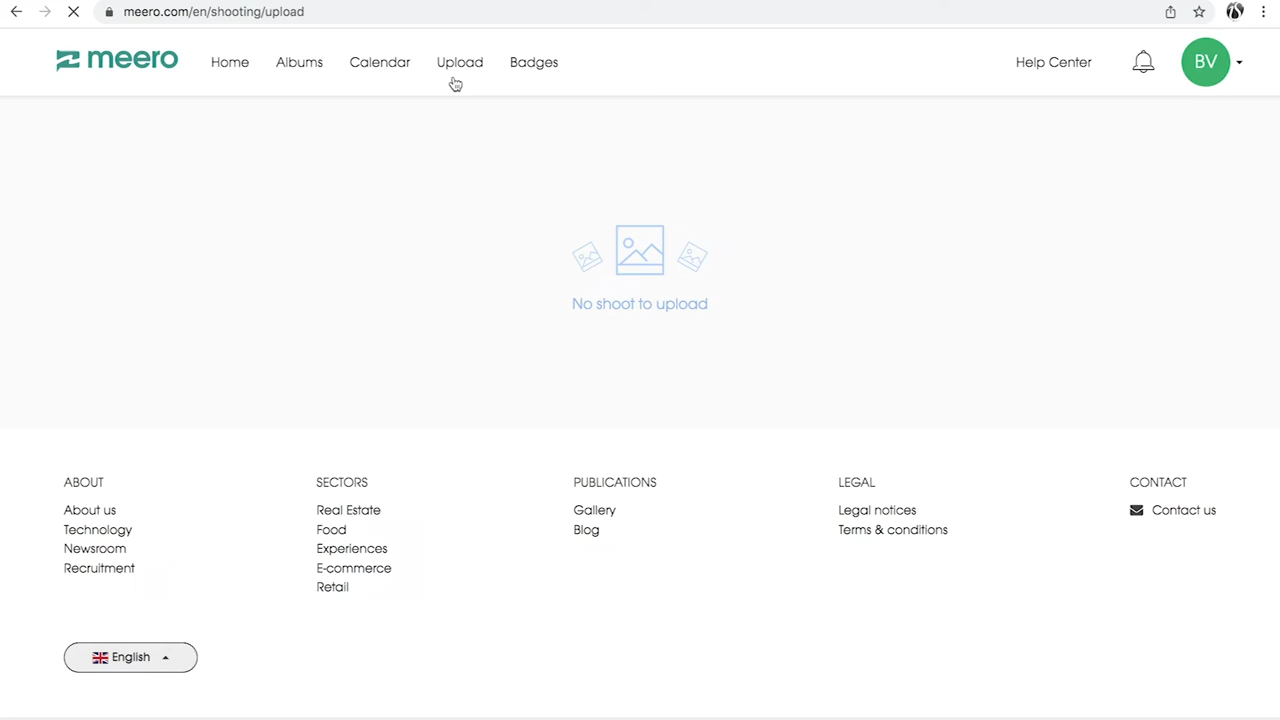 meero.com/en/shooting/upload
meero Home Albums Calendar Upload Badges Help Center BV
No shoot to upload
ABOUT
About us
Technology
Newsroom
Recruitment
SECTORS
Real Estate
Food
Experiences
E-commerce
Retail
PUBLICATIONS
Gallery
Blog
LEGAL
Legal notices
Terms & conditions
CONTACT
Contact us
English